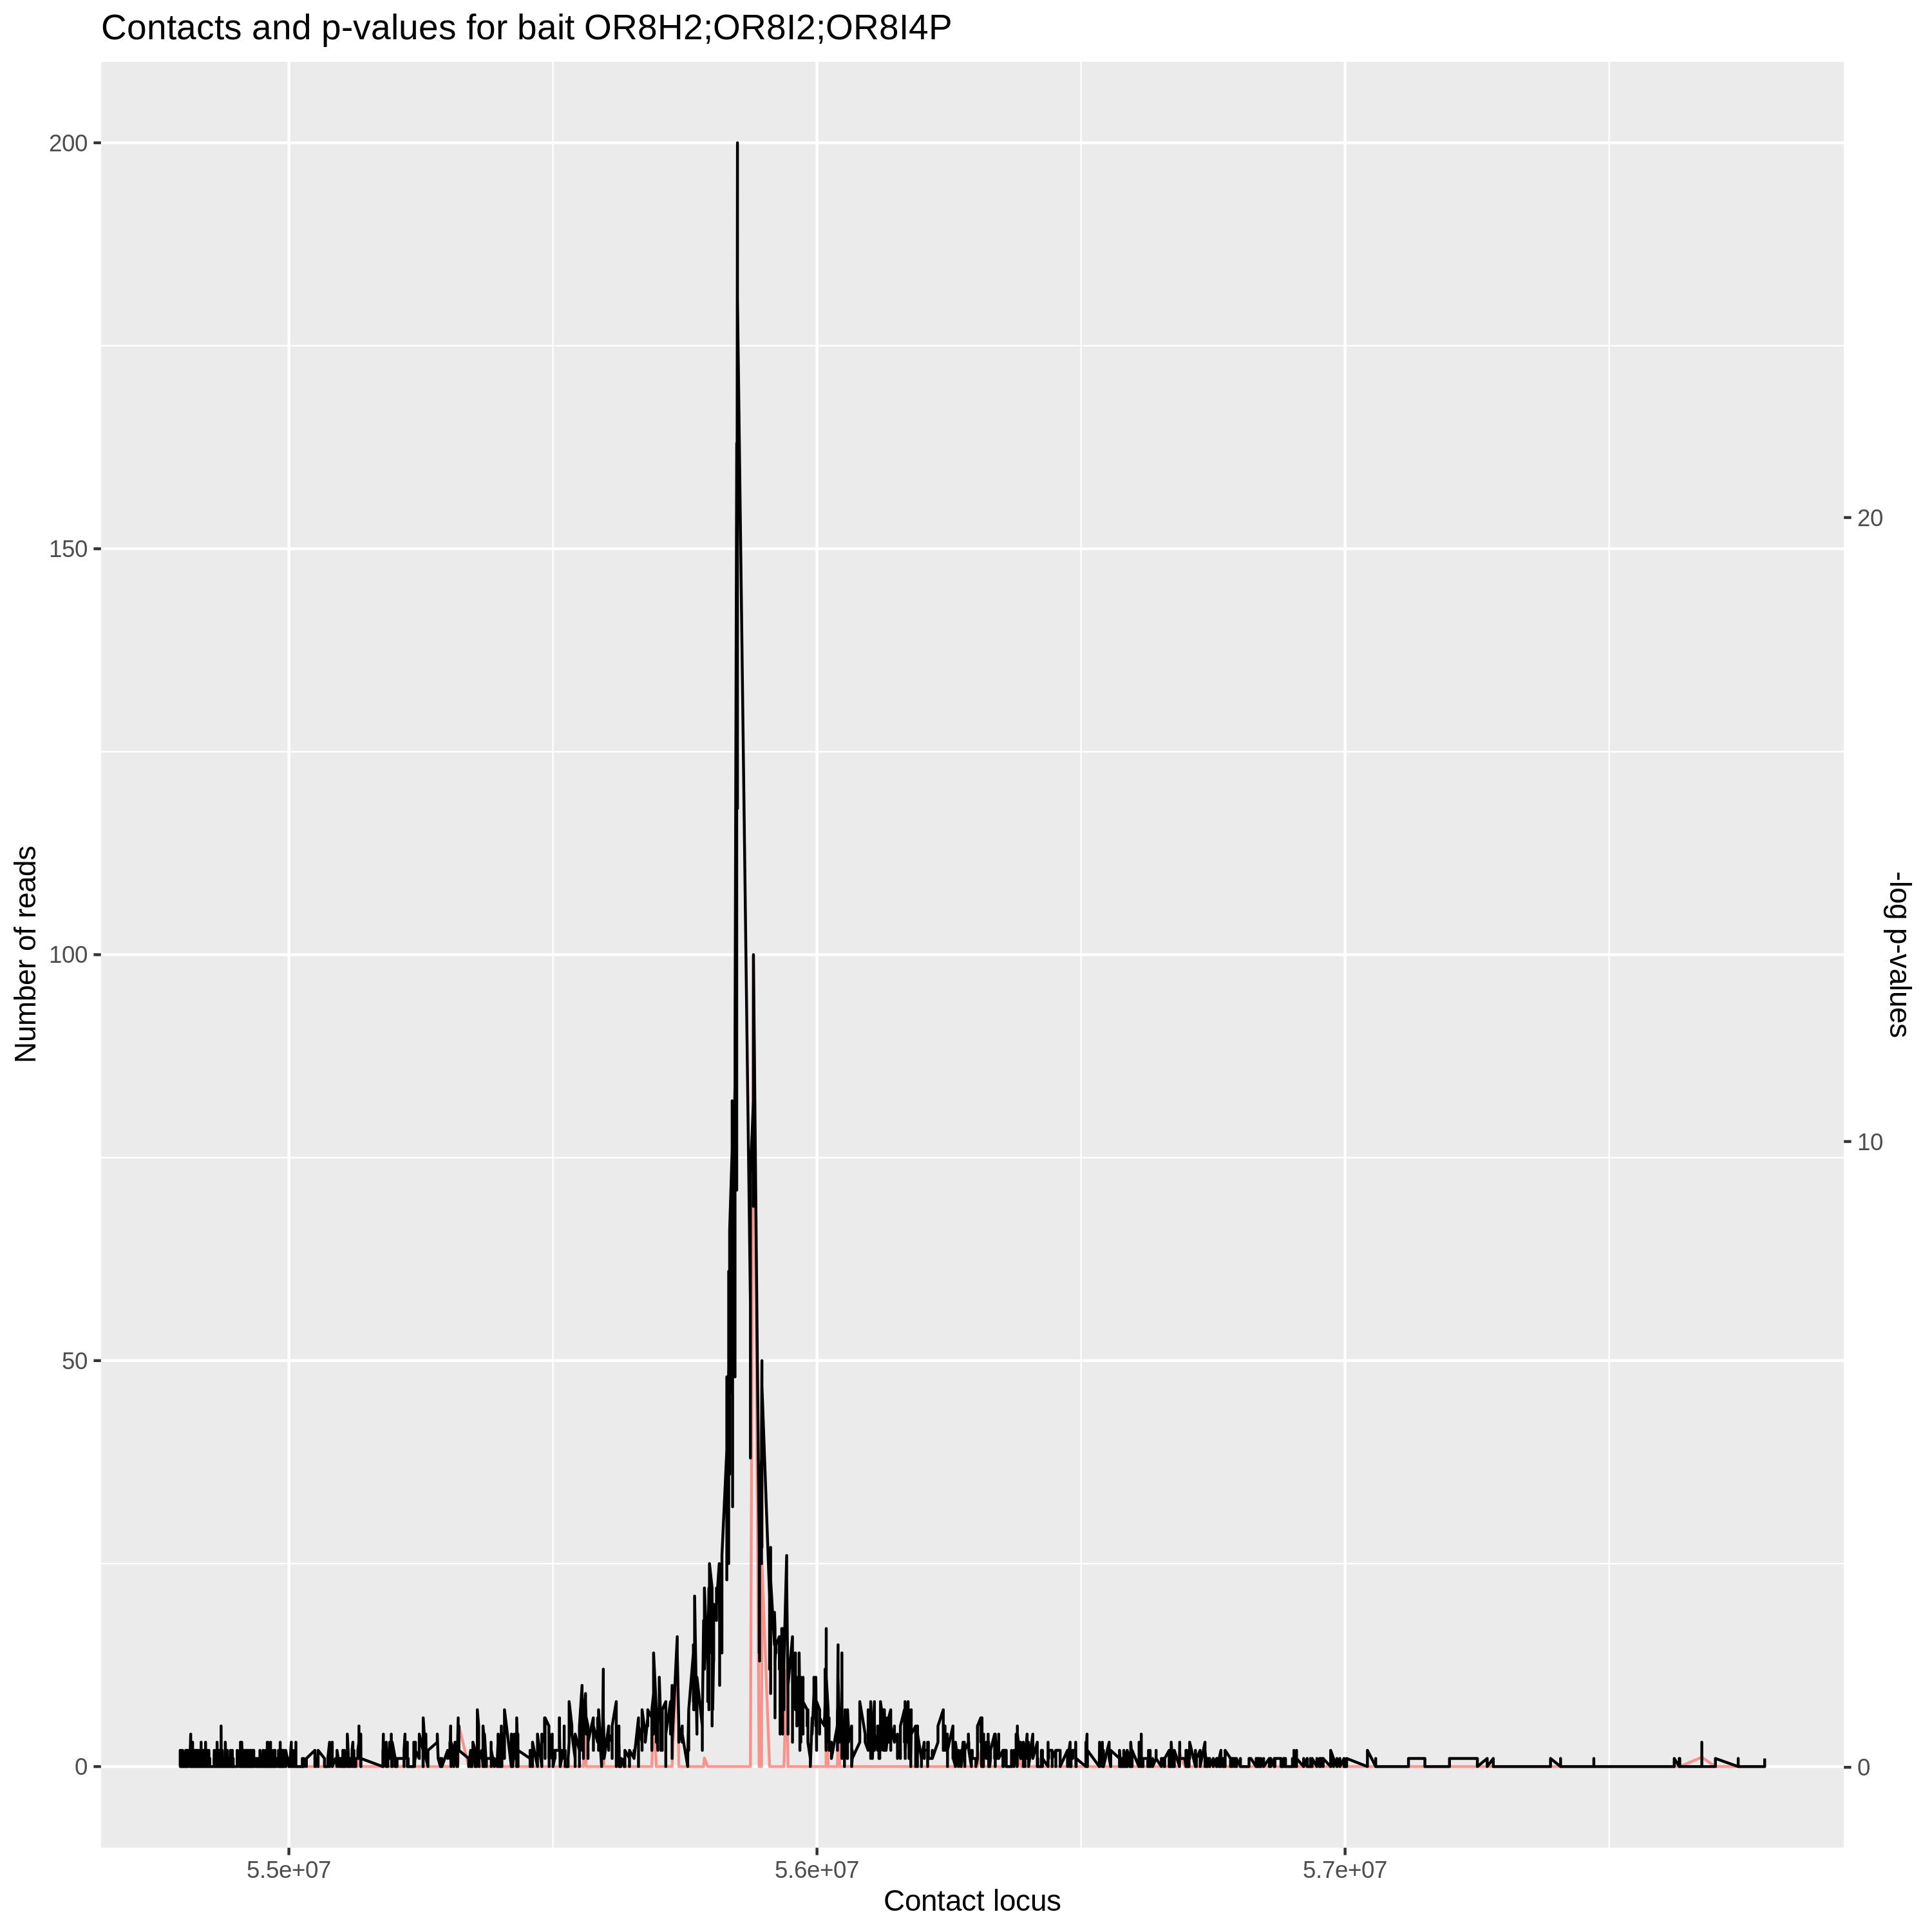 Contacts and p-values for bait OR8H2;OR8I2;OR8I4P
200
150
100
50
0
Number of reads
20
10
0
-log p-values
5.5e+07
5.6e+07
5.7e+07
Contact locus